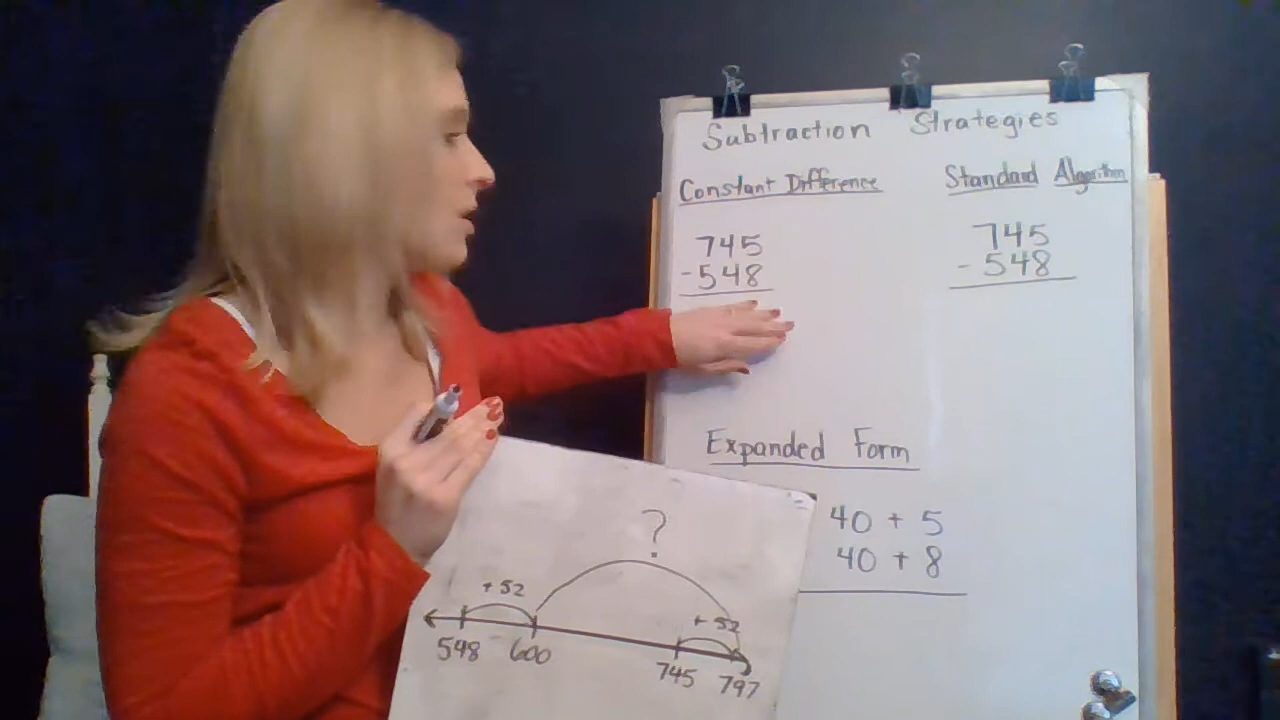 Subtraction Strategies
Constant Difference
745
-548
Standard Algorithm
745
- 548
Expanded Form
40 + 5
40 + 8
?
+52
+52
548 600 745 797